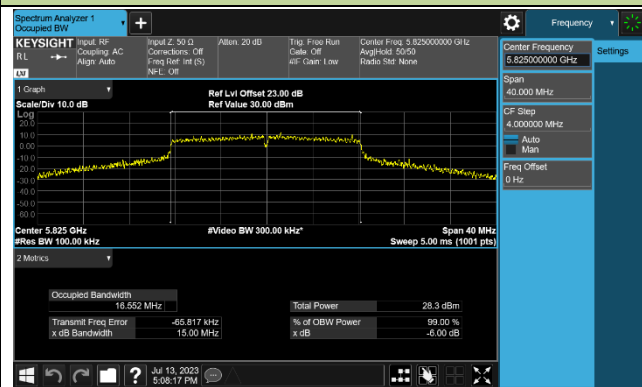 Spectrum Analyzer 1
Occupied BW
Frequency
KEYSIGHT
RL
LXI
Input: RF
Coupling: AC
Align: Auto
Input Z: 50 Ω
Corrections: Off
Freq Ref: Int (S)
NFE: Off
Atten: 20 dB
Trig: Free Run
Gate: Off
#IF Gain: Low
Center Freq: 5.825000000 GHz
Avg|Hold: 50/50
Radio Std: None
Center Frequency
5.825000000 GHz
Settings
Span
40.000 MHz
CF Step
4.000000 MHz
Auto
Man
Freq Offset
0 Hz
1 Graph
Scale/Div 10.0 dB
Ref Lvl Offset 23.00 dB
Ref Value 30.00 dBm
Log
20.0
10.0
0.00
-10.0
-20.0
-30.0
-40.0
-50.0
-60.0
Center 5.825 GHz
#Video BW 300.00 kHz*
Span 40 MHz
#Res BW 100.00 kHz
Sweep 5.00 ms (1001 pts)
2 Metrics
Occupied Bandwidth
16.552 MHz
Total Power 28.3 dBm
Transmit Freq Error -65.817 kHz
% of OBW Power 99.00 %
x dB Bandwidth 15.00 MHz
x dB -6.00 dB
Jul 13, 2023
5:08:17 PM